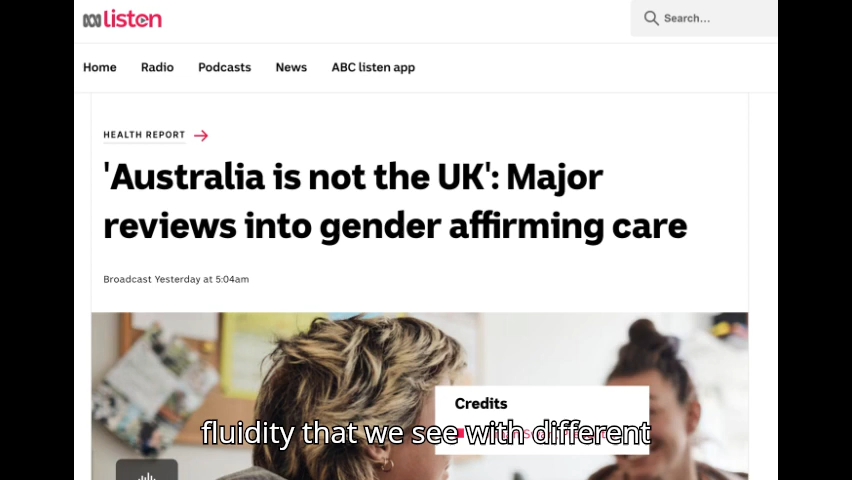 listen
Search...
Home Radio Podcasts News ABC listen app
HEALTH REPORT
'Australia is not the UK': Major
reviews into gender affirming care
Broadcast Yesterday at 5:04am
Credits
fluidity that we see with different